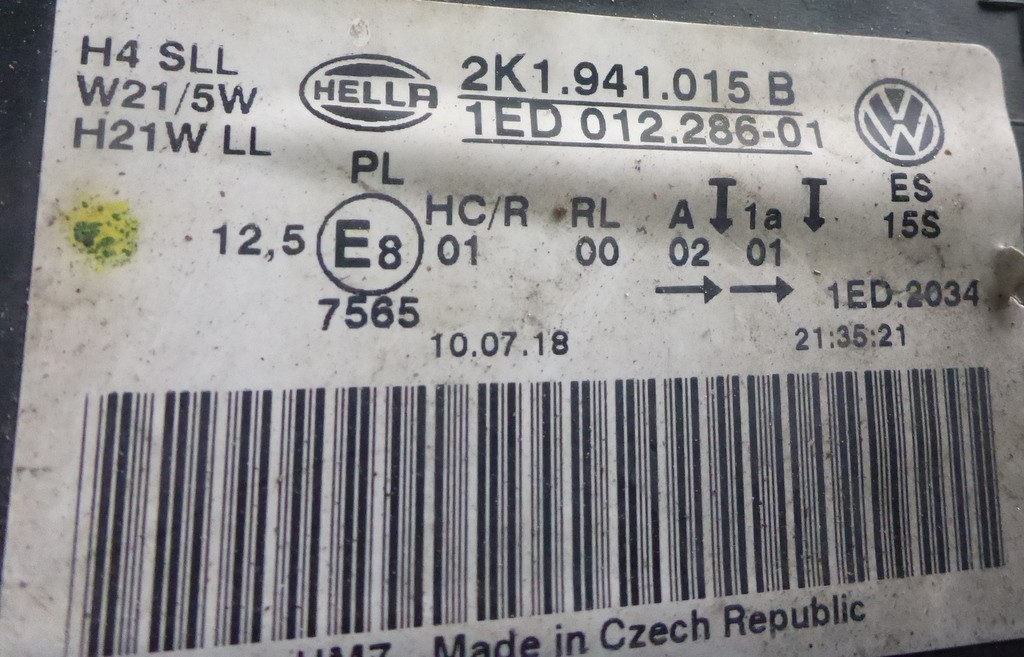 H4 SLL
W21/5W
H21W LL
HELLA
2K1.941.015 B
1ED 012.286-01
PL
ES
15S
HC/R RL A 1a
12,5 E8 01 00 02 01
7565
1ED.2034
10.07.18 21:35:21
Made in Czech Republic